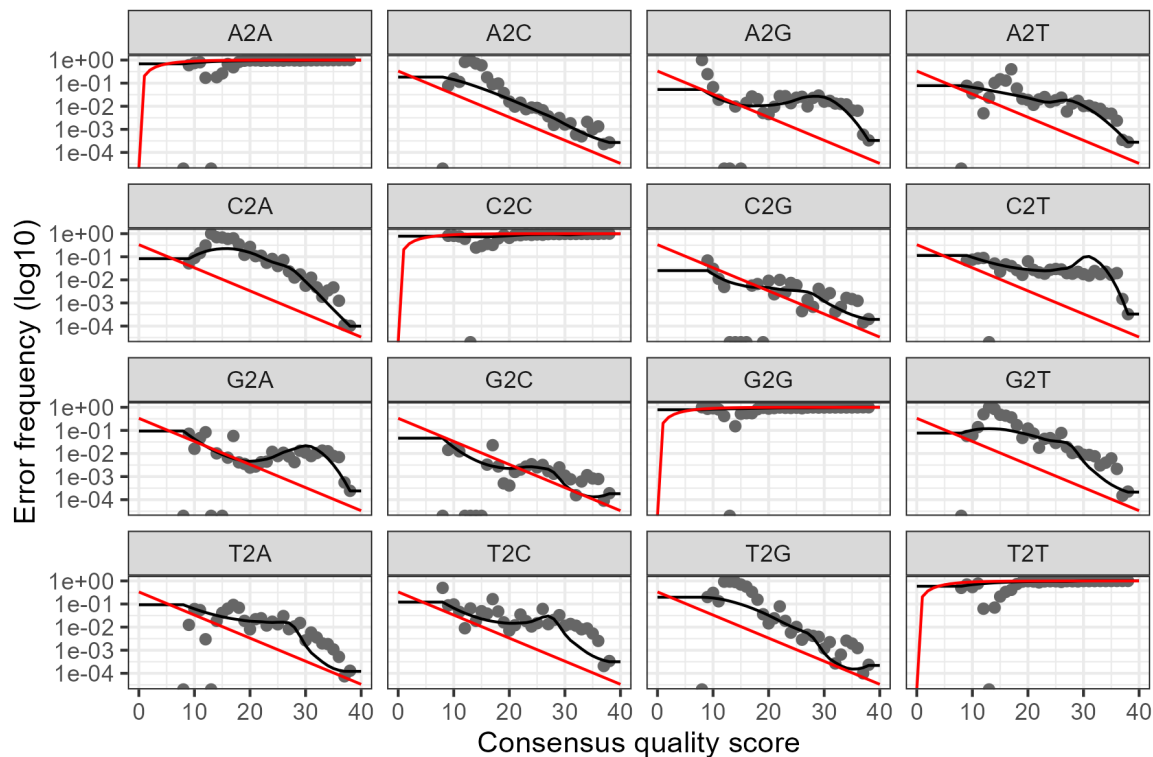 A2A A2C A2G A2T
1e+00
1e-01
1e-02
1e-03
1e-04
C2A C2C C2G C2T
1e+00
1e-01
1e-02
1e-03
1e-04
G2A G2C G2G G2T
1e+00
1e-01
1e-02
1e-03
1e-04
T2A T2C T2G T2T
1e+00
1e-01
1e-02
1e-03
1e-04
0 10 20 30 40 0 10 20 30 40 0 10 20 30 40 0 10 20 30 40
Consensus quality score
Error frequency (log10)